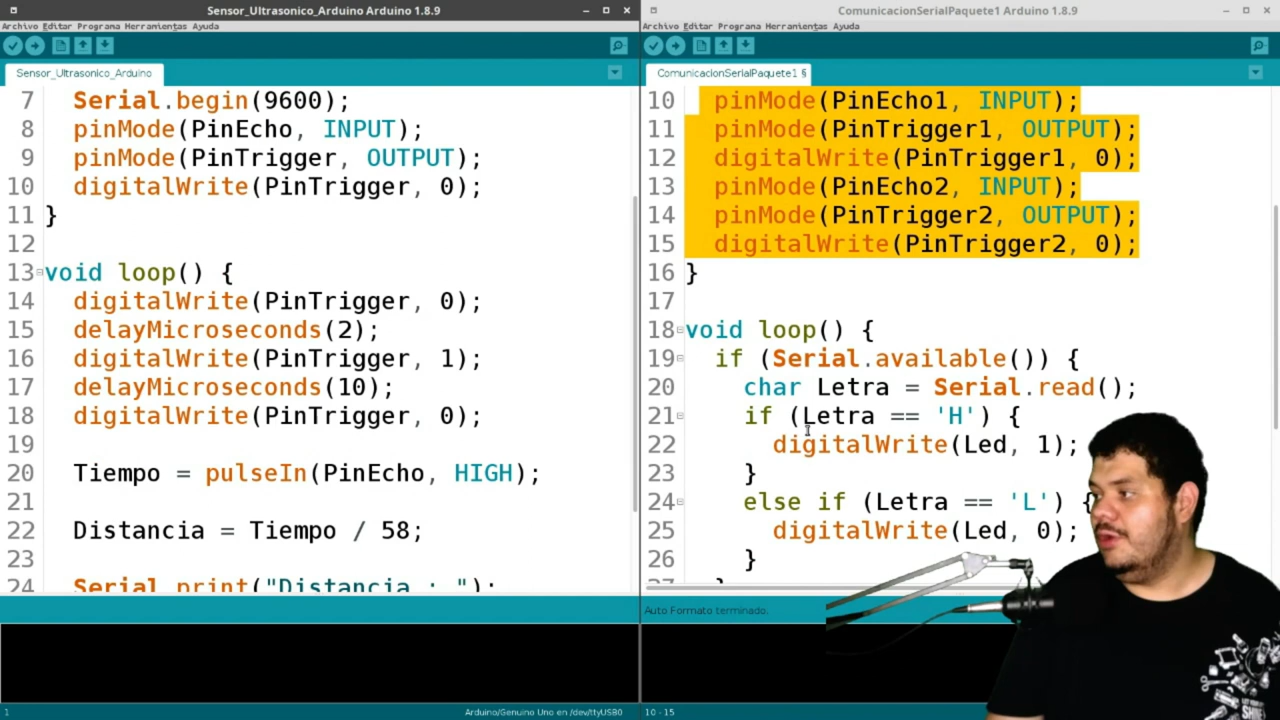 Sensor_Ultrasonico_Arduino Arduino 1.8.9
Archivo Editar Programa Herramientas Ayuda
Sensor_Ultrasonico_Arduino
7 Serial.begin(9600);
8 pinMode(PinEcho, INPUT);
9 pinMode(PinTrigger, OUTPUT);
10 digitalWrite(PinTrigger, 0);
11 }
12
13 void loop() {
14 digitalWrite(PinTrigger, 0);
15 delayMicroseconds(2);
16 digitalWrite(PinTrigger, 1);
17 delayMicroseconds(10);
18 digitalWrite(PinTrigger, 0);
19
20 Tiempo = pulseIn(PinEcho, HIGH);
21
22 Distancia = Tiempo / 58;
23
24 Serial.print("Distancia : ");
1
Arduino/Genuino Uno en /dev/ttyUSB0
ComunicacionSerialPaquete1 Arduino 1.8.9
Archivo Editar Programa Herramientas Ayuda
ComunicacionSerialPaquete1 §
10 pinMode(PinEcho1, INPUT);
11 pinMode(PinTrigger1, OUTPUT);
12 digitalWrite(PinTrigger1, 0);
13 pinMode(PinEcho2, INPUT);
14 pinMode(PinTrigger2, OUTPUT);
15 digitalWrite(PinTrigger2, 0);
16 }
17
18 void loop() {
19 if (Serial.available()) {
20 char Letra = Serial.read();
21 if (Letra == 'H') {
22 digitalWrite(Led, 1);
23 }
24 else if (Letra == 'L') {
25 digitalWrite(Led, 0);
26 }
27 }
Auto Formato terminado.
10 - 15